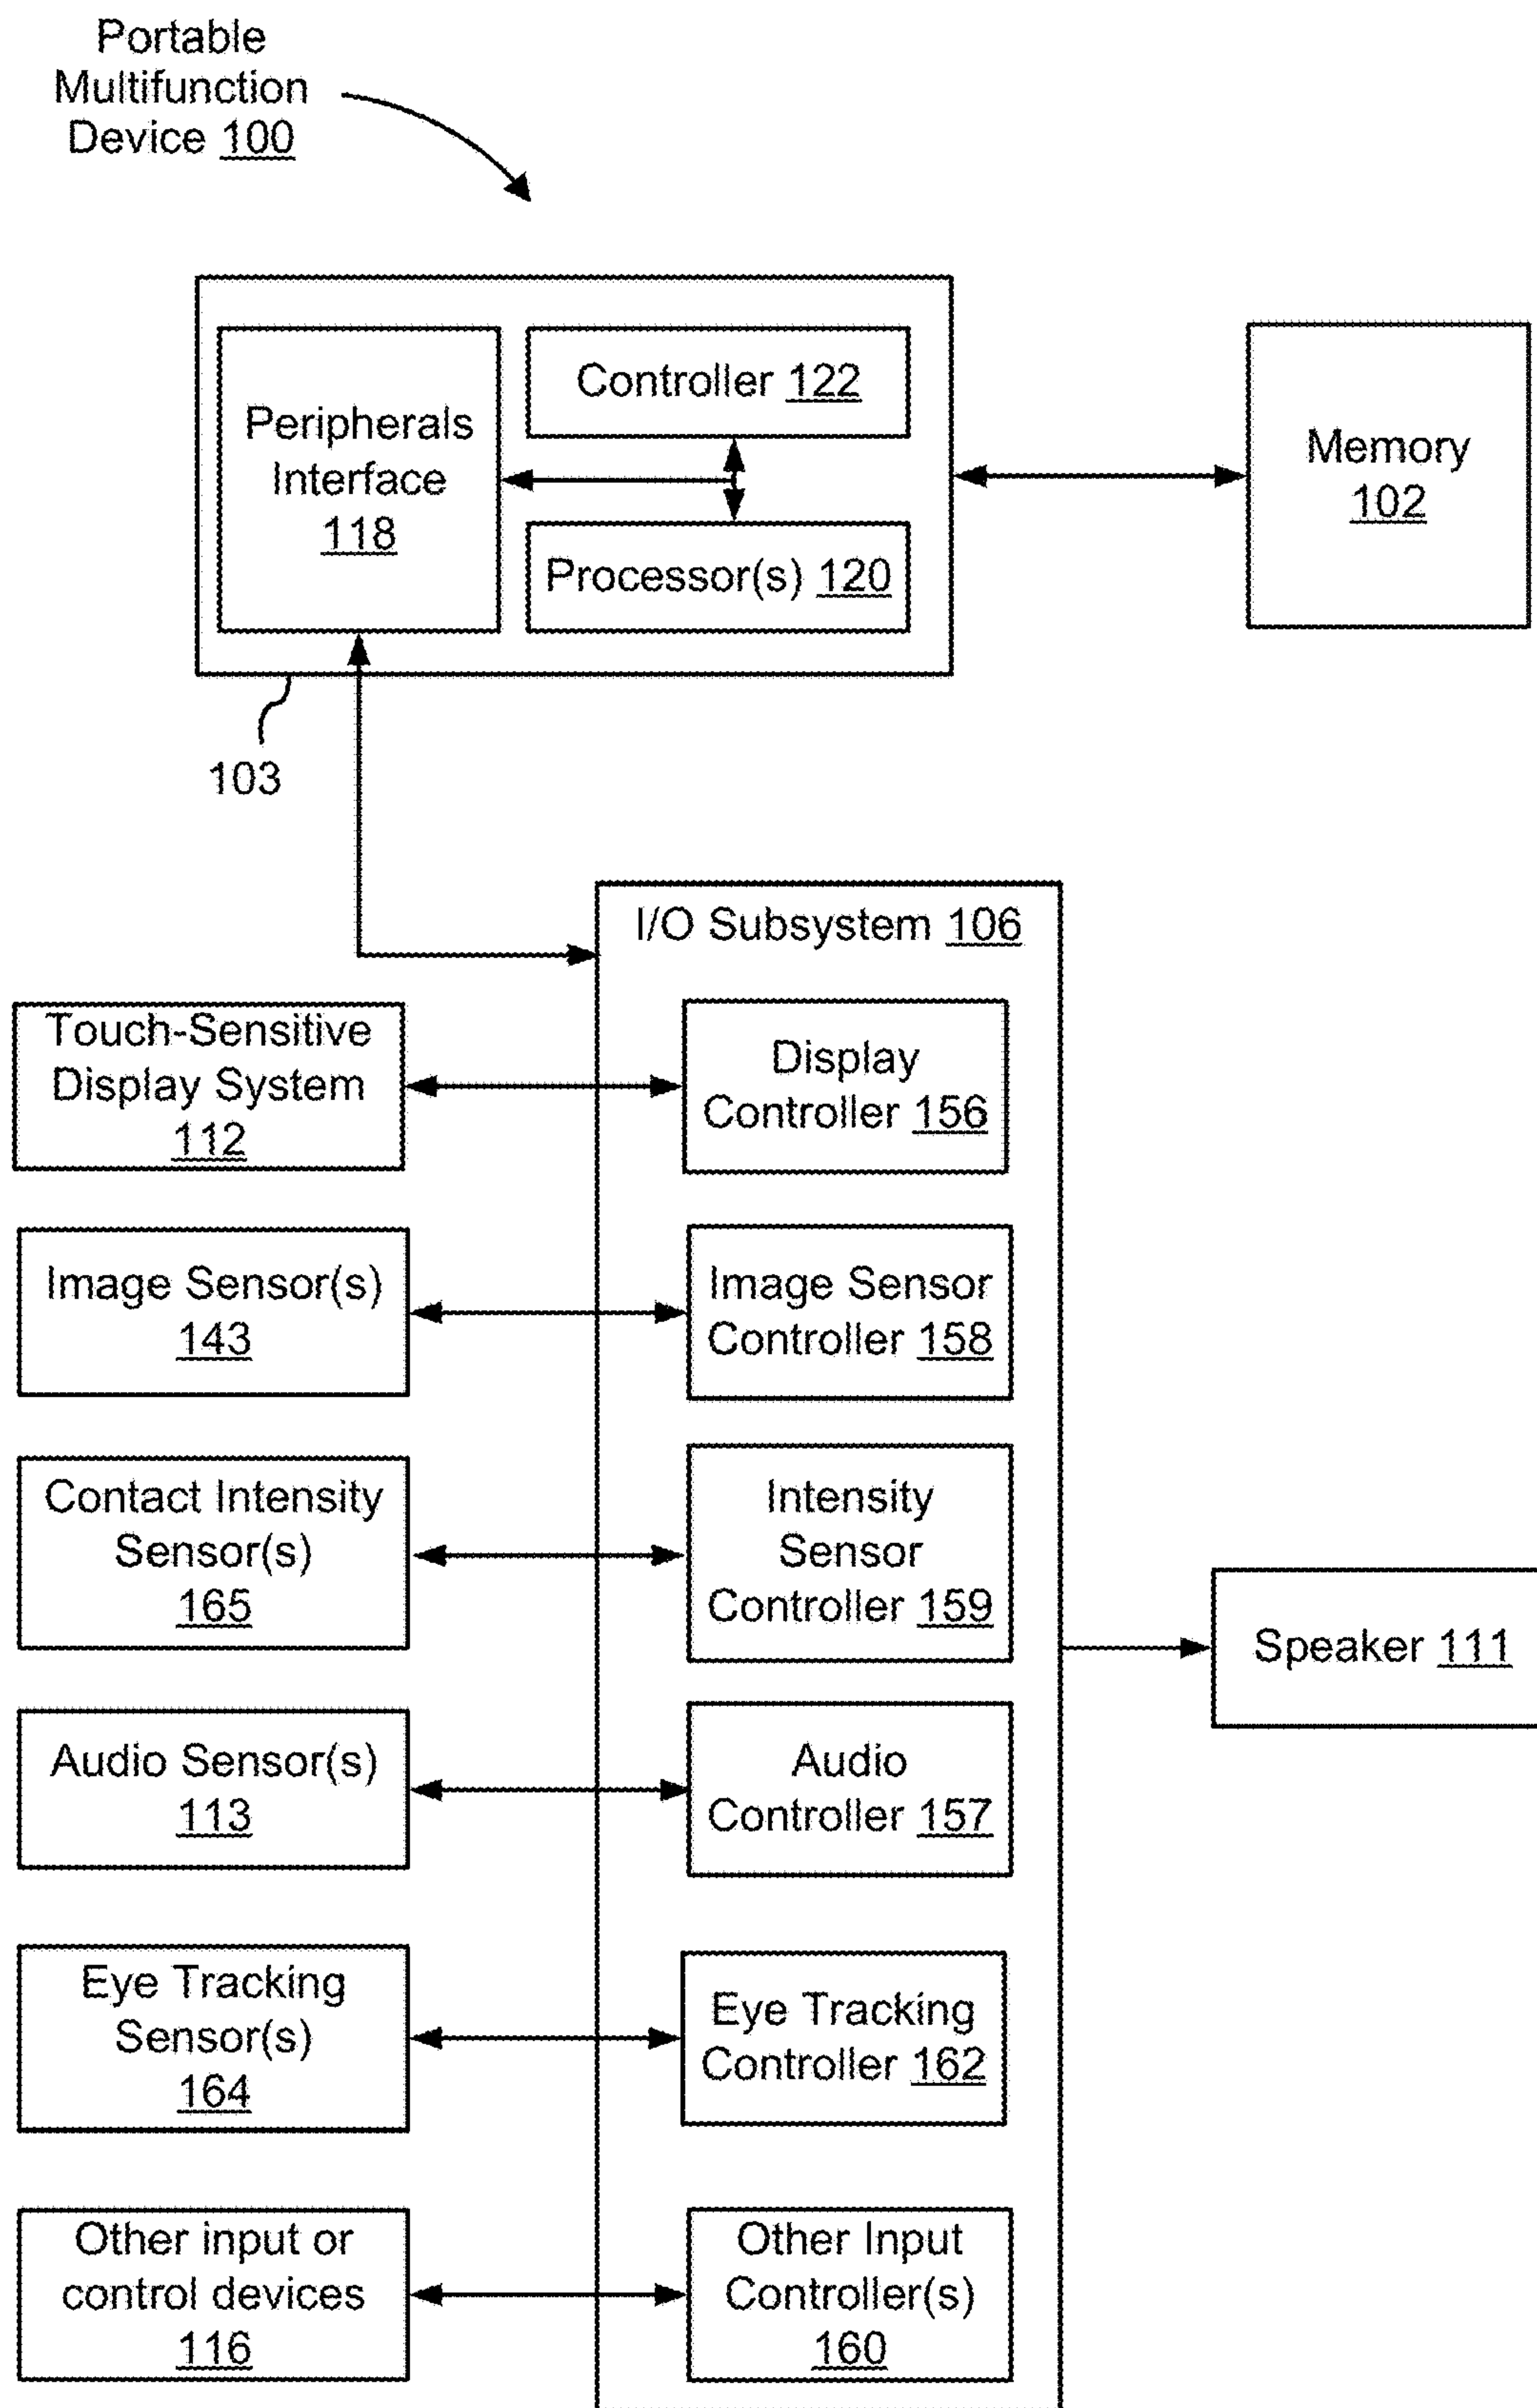 Portable
Multifunction
Device 100
Peripherals
Interface
118
Controller 122
Processor(s) 120
Memory
102
103
I/O Subsystem 106
Touch-Sensitive
Display System
112
Display
Controller 156
Image Sensor(s)
143
Image Sensor
Controller 158
Contact Intensity
Sensor(s)
165
Intensity
Sensor
Controller 159
Speaker 111
Audio Sensor(s)
113
Audio
Controller 157
Eye Tracking
Sensor(s)
164
Eye Tracking
Controller 162
Other input or
control devices
116
Other Input
Controller(s)
160